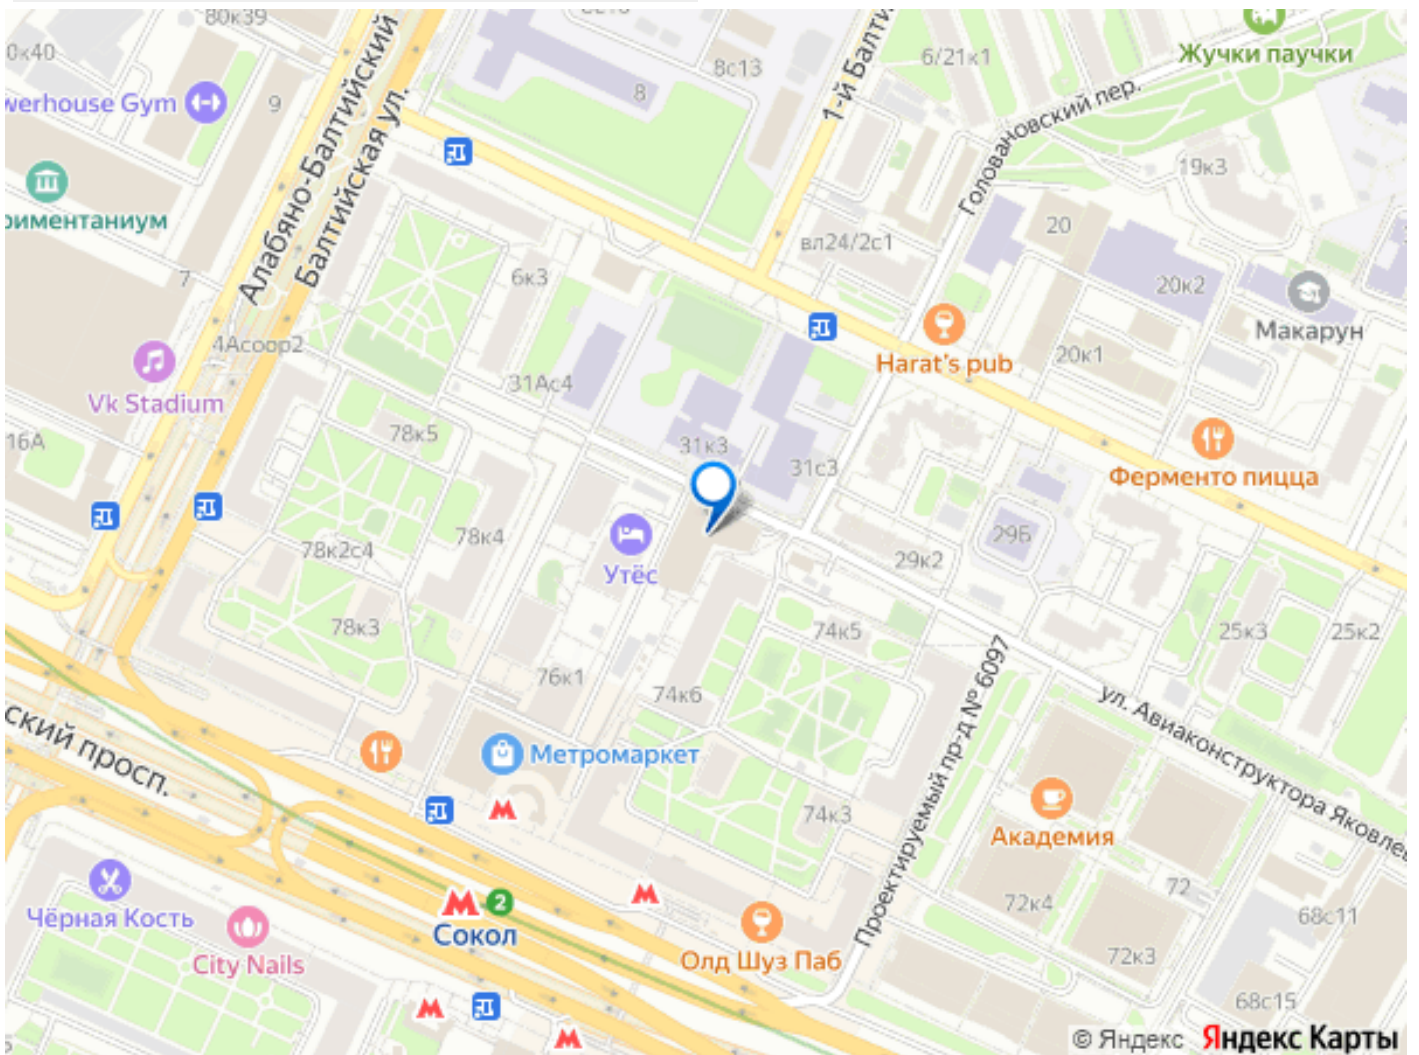 80к39
8с13
6/21к1
Жучки паучки
0к40
werhouse Gym
9
8
1-й Балти
Головановский пер.
Алабяно-Балтийский
Балтийская ул.
19к3
риментаниум
20
вл24/2с1
6к3
7
20к2
Макарун
4Асоор2
Harat's pub
20к1
31Ас4
Vk Stadium
16А
78к5
31к3
31с3
Ферменто пицца
78к4
78к2с4
29Б
29к2
Утёс
78к3
74к5
25к3
25к2
76к1
74к6
Проектируемый пр-д № 6097
ул. Авиаконструктора Яковлев
ский просп.
Метромаркет
74к3
Академия
72
72к4
68с11
Чёрная Кость
City Nails
2
Сокол
Олд Шуз Паб
72к3
68с15
© Яндекс Яндекс Карты